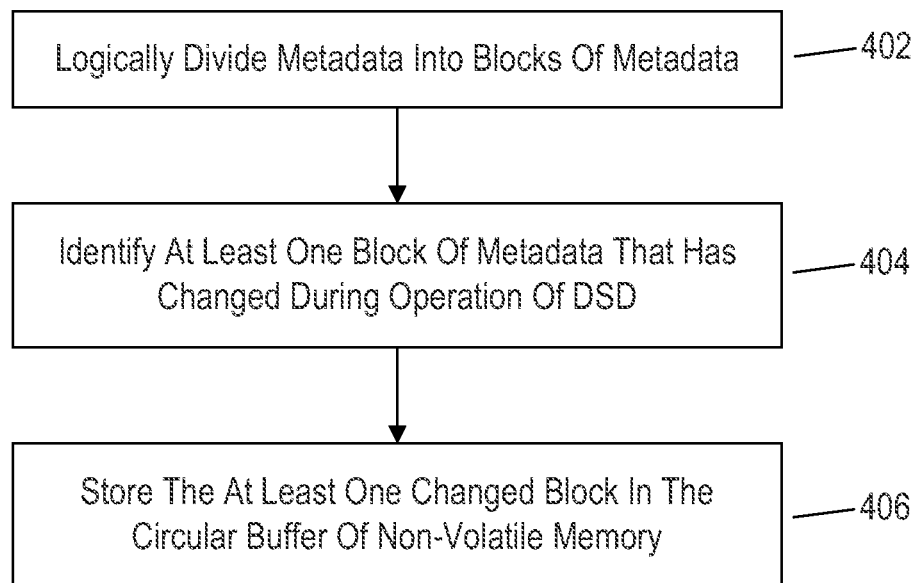 Logically Divide Metadata Into Blocks Of Metadata
402
Identify At Least One Block Of Metadata That Has
Changed During Operation Of DSD
404
Store The At Least One Changed Block In The
Circular Buffer Of Non-Volatile Memory
406